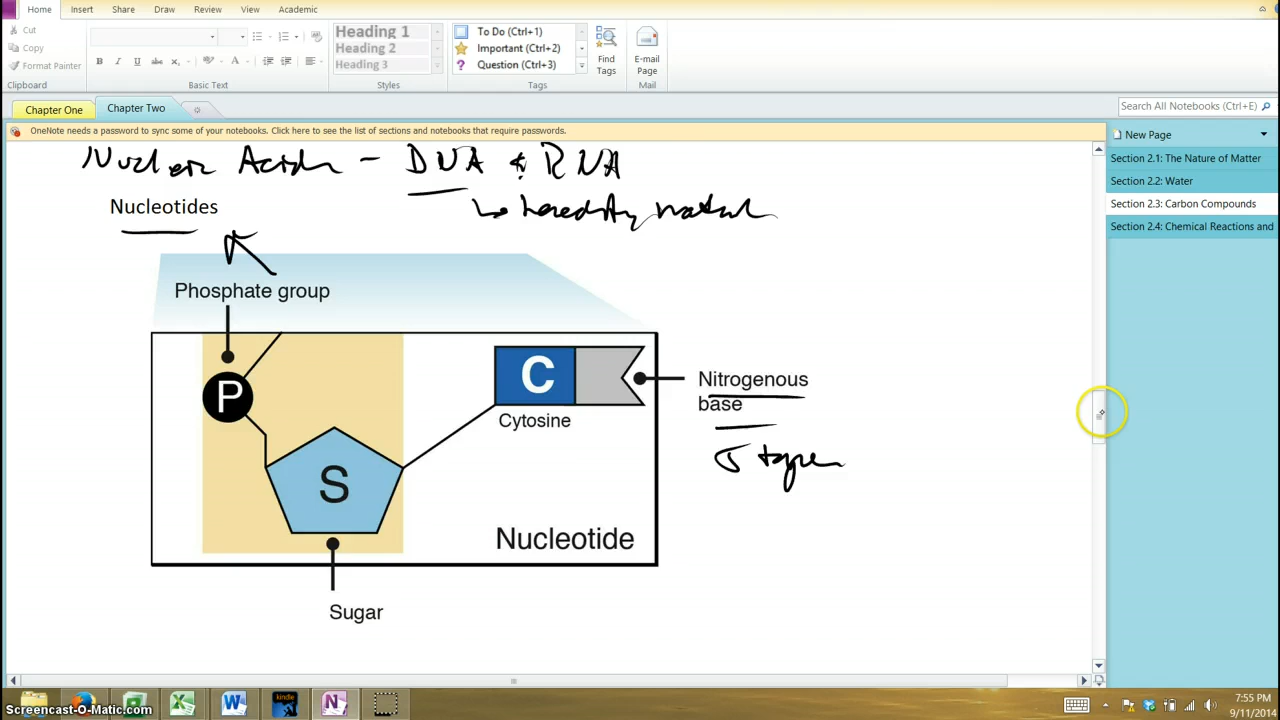 Home Insert Draw Review View Academic
Cut
Copy
Format Painter
Clipboard
Basic Text
Heading 1
Heading 2
Heading 3
Styles
To Do (Ctrl+1)
Important (Ctrl+2)
Question (Ctrl+3)
Tags
Find Tags
E-mail Page
Mail
Chapter One Chapter Two
Search All Notebooks (Ctrl+E)
OneNote needs a password to sync some of your notebooks. Click here to see the list of sections and notebooks that require passwords.
New Page
Section 2.1: The Nature of Matter
Section 2.2: Water
Section 2.3: Carbon Compounds
Section 2.4: Chemical Reactions and
Nucleic Acids - DNA & RNA
Nucleotides
↳ heredity material
Phosphate group
P
C
Cytosine
Nitrogenous
base
5 types
S
Nucleotide
Sugar
kindle
Screencast-O-Matic.com
7:55 PM
9/11/2014